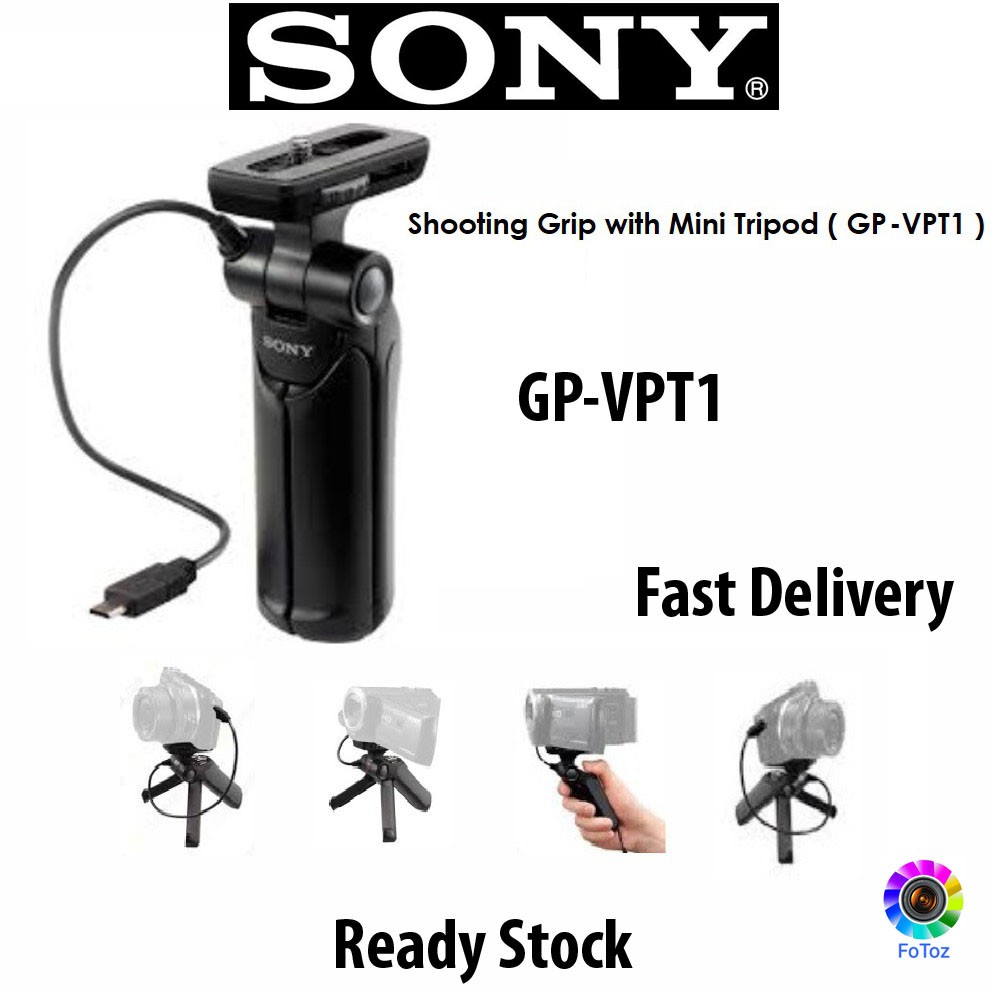 SONY®
Shooting Grip with Mini Tripod ( GP-VPT1 )
SONY
GP-VPT1
Fast Delivery
FoToz
Ready Stock